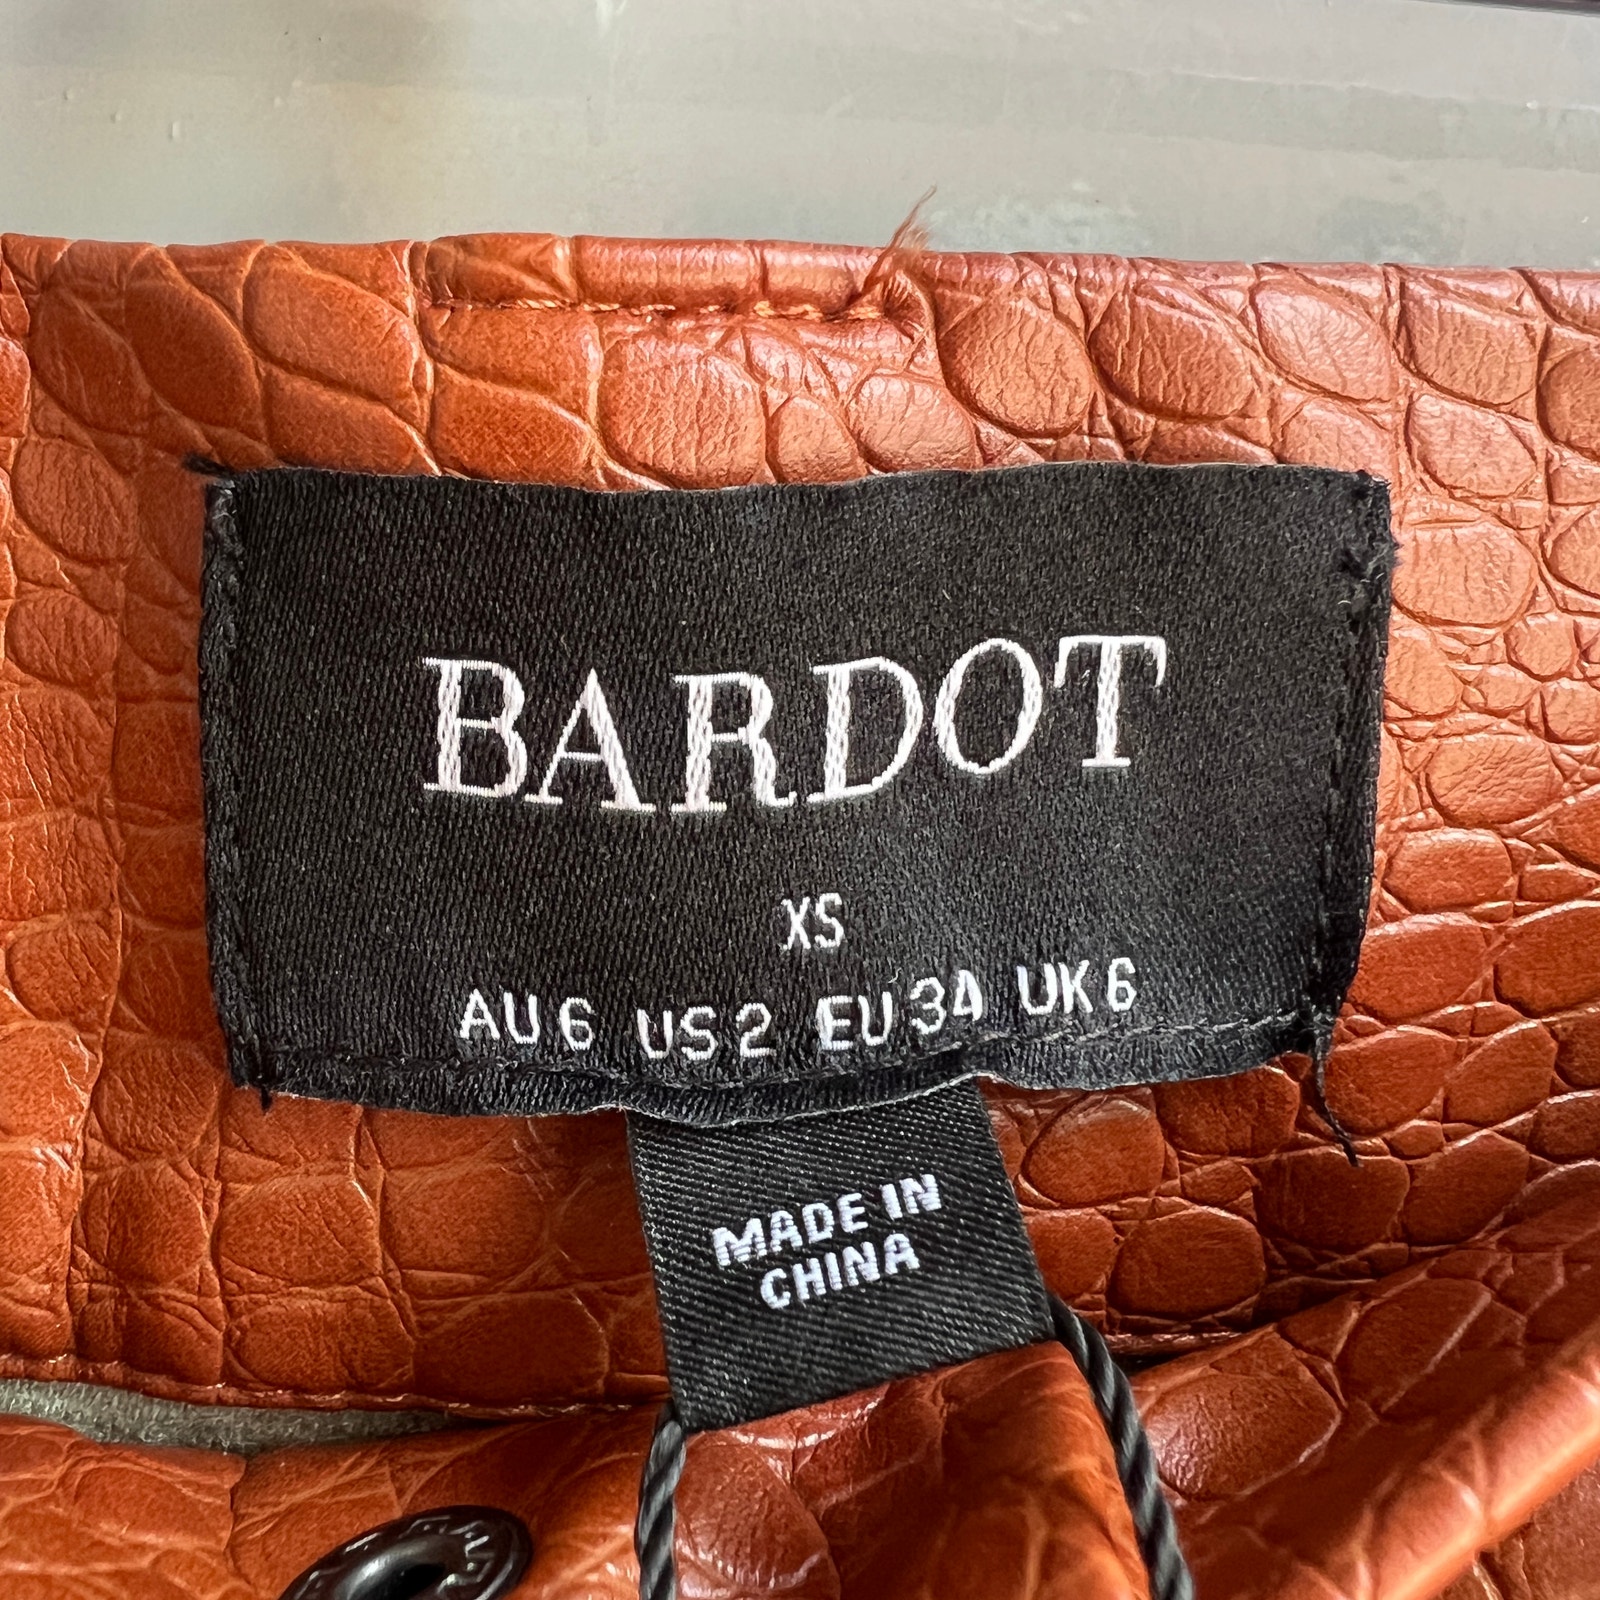 BARDOT
XS
AU 6 US 2 EU 34 UK 6
MADE IN
CHINA